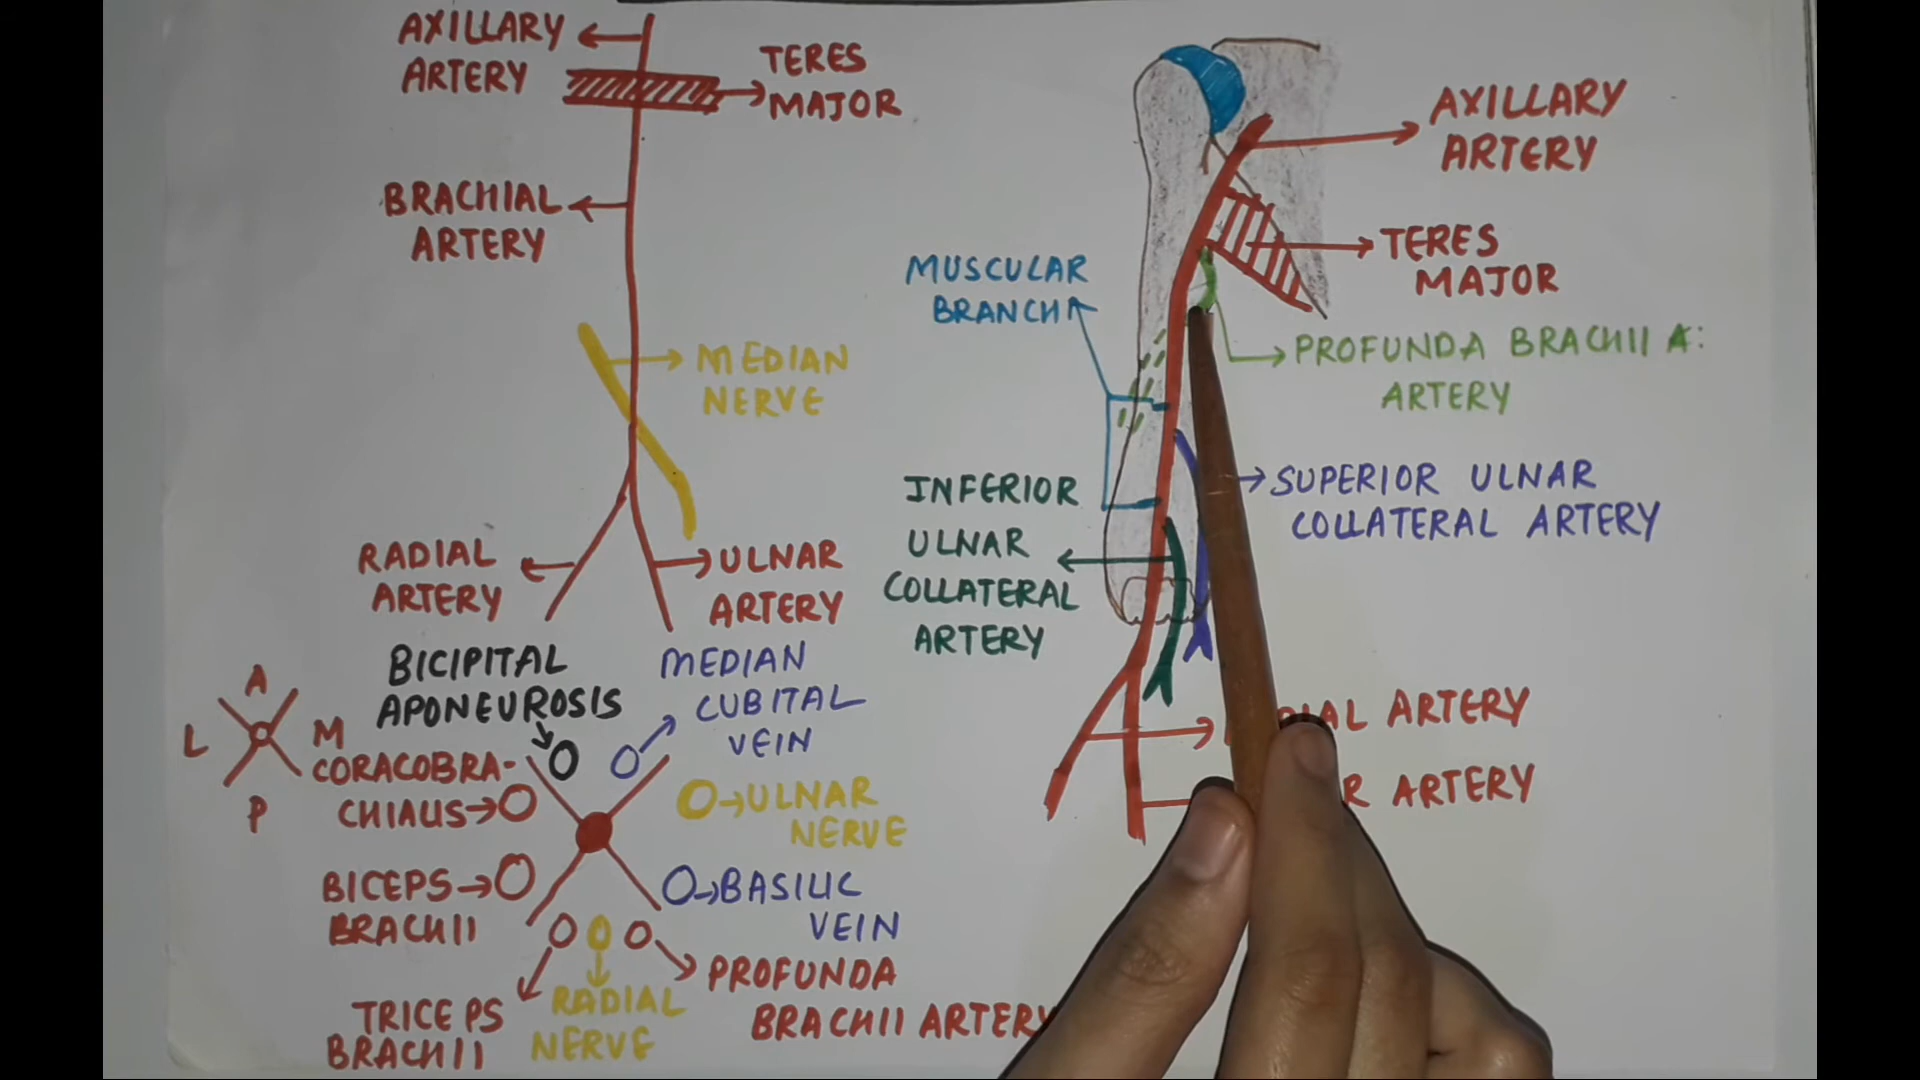 AXILLARY
ARTERY
TERES
MAJOR
BRACHIAL
ARTERY
MEDIAN
NERVE
RADIAL
ARTERY
ULNAR
ARTERY
A
L
M
P
BICIPITAL
APONEUROSIS
MEDIAN
CUBITAL
VEIN
CORACOBRA-
CHIALIS
ULNAR
NERVE
BICEPS
BRACHII
BASILIC
VEIN
TRICEPS
BRACHII
RADIAL
NERVE
PROFUNDA
BRACHII ARTERY
AXILLARY
ARTERY
TERES
MAJOR
MUSCULAR
BRANCH
PROFUNDA BRACHII A:
ARTERY
SUPERIOR ULNAR
COLLATERAL ARTERY
INFERIOR
ULNAR
COLLATERAL
ARTERY
ARTERY
ARTERY